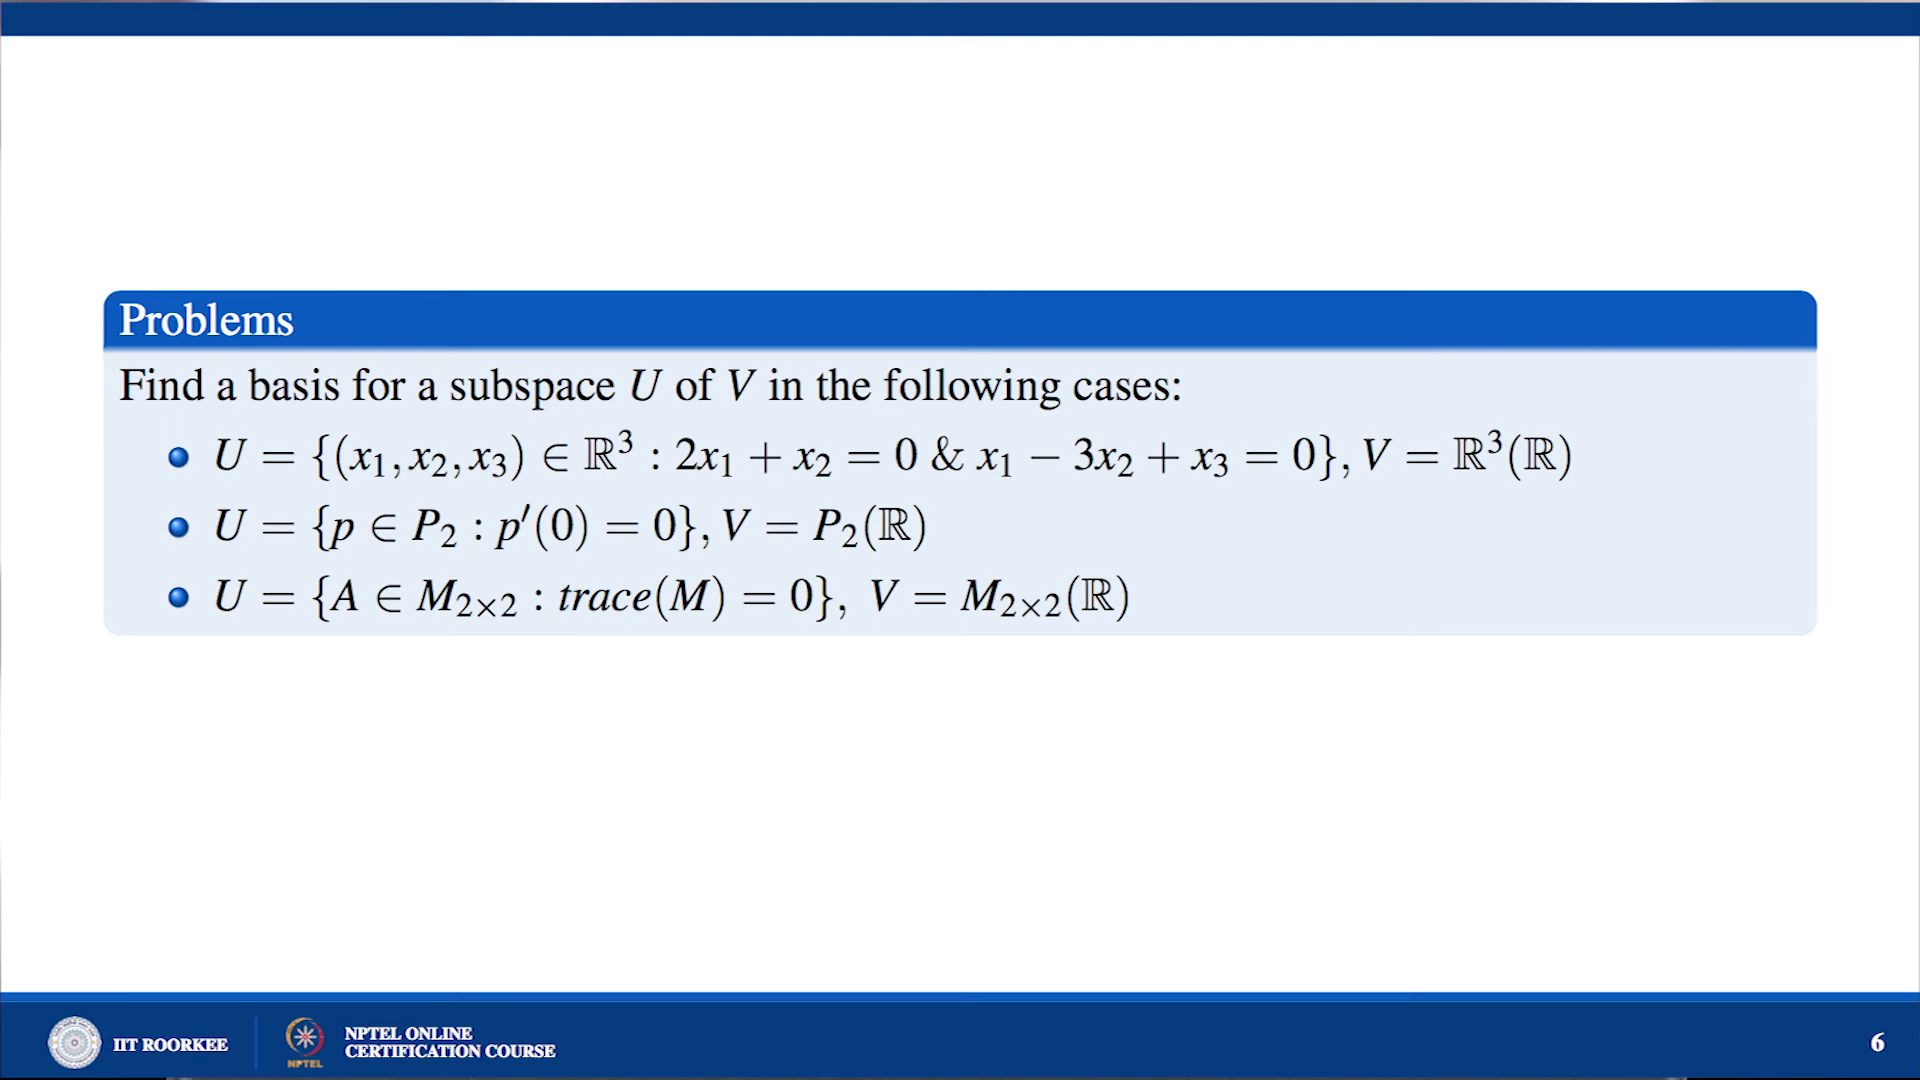 Problems
Find a basis for a subspace U of V in the following cases:
U = {(x₁, x₂, x₃) ∈ ℝ³ : 2x₁ + x₂ = 0 & x₁ − 3x₂ + x₃ = 0}, V = ℝ³(ℝ)
U = {p ∈ P₂ : p′(0) = 0}, V = P₂(ℝ)
U = {A ∈ M₂ₓ₂ : trace(M) = 0}, V = M₂ₓ₂(ℝ)
IIT ROORKEE
NPTEL
NPTEL ONLINE
CERTIFICATION COURSE
6